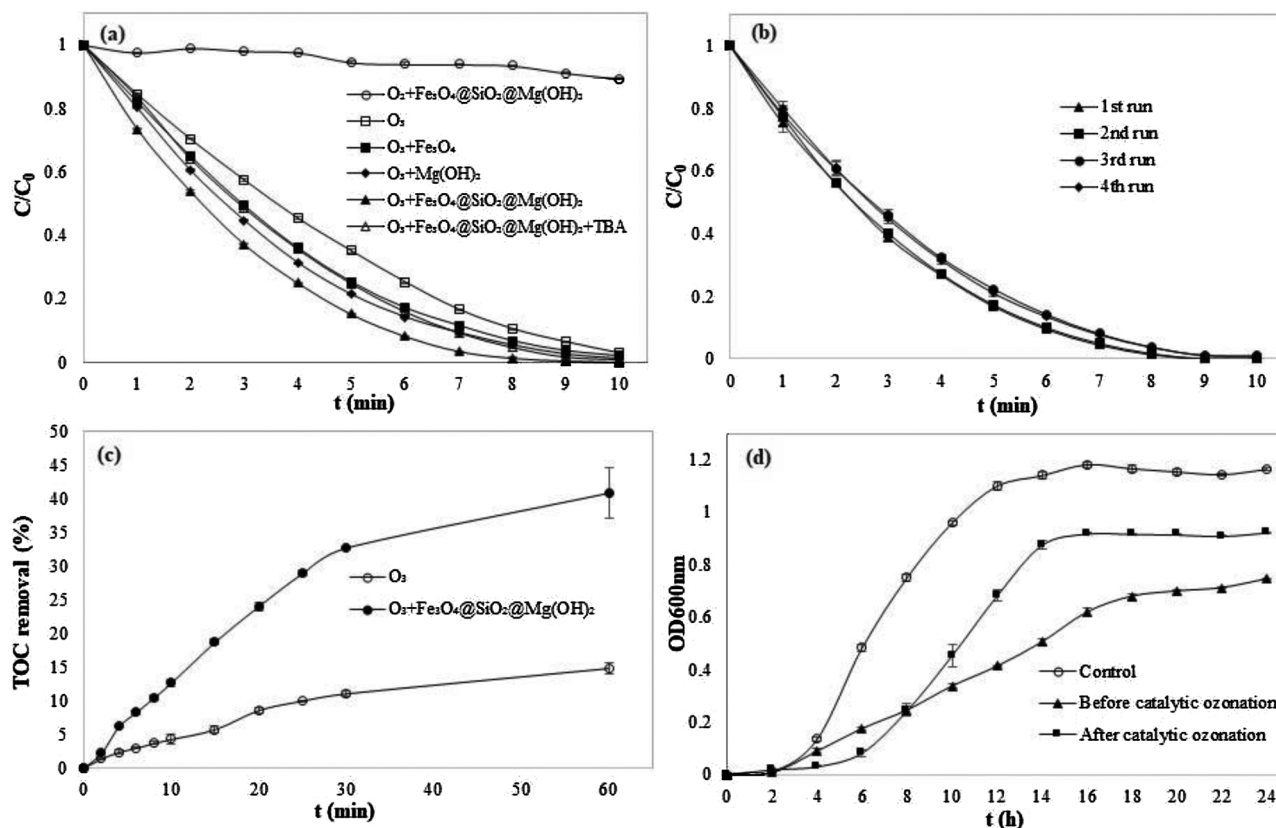 (a)
C/C₀
1
0.8
0.6
0.4
0.2
0
0 1 2 3 4 5 6 7 8 9 10
t (min)
O₂+Fe₃O₄@SiO₂@Mg(OH)₂
O₃
O₃+Fe₃O₄
O₃+Mg(OH)₂
O₃+Fe₃O₄@SiO₂@Mg(OH)₂
O₃+Fe₃O₄@SiO₂@Mg(OH)₂+TBA
(b)
C/C₀
1
0.8
0.6
0.4
0.2
0
0 1 2 3 4 5 6 7 8 9 10
t (min)
1st run
2nd run
3rd run
4th run
(c)
TOC removal (%)
50
45
40
35
30
25
20
15
10
5
0
0 10 20 30 40 50 60
t (min)
O₃
O₃+Fe₃O₄@SiO₂@Mg(OH)₂
(d)
OD600nm
1.2
1
0.8
0.6
0.4
0.2
0
0 2 4 6 8 10 12 14 16 18 20 22 24
t (h)
Control
Before catalytic ozonation
After catalytic ozonation